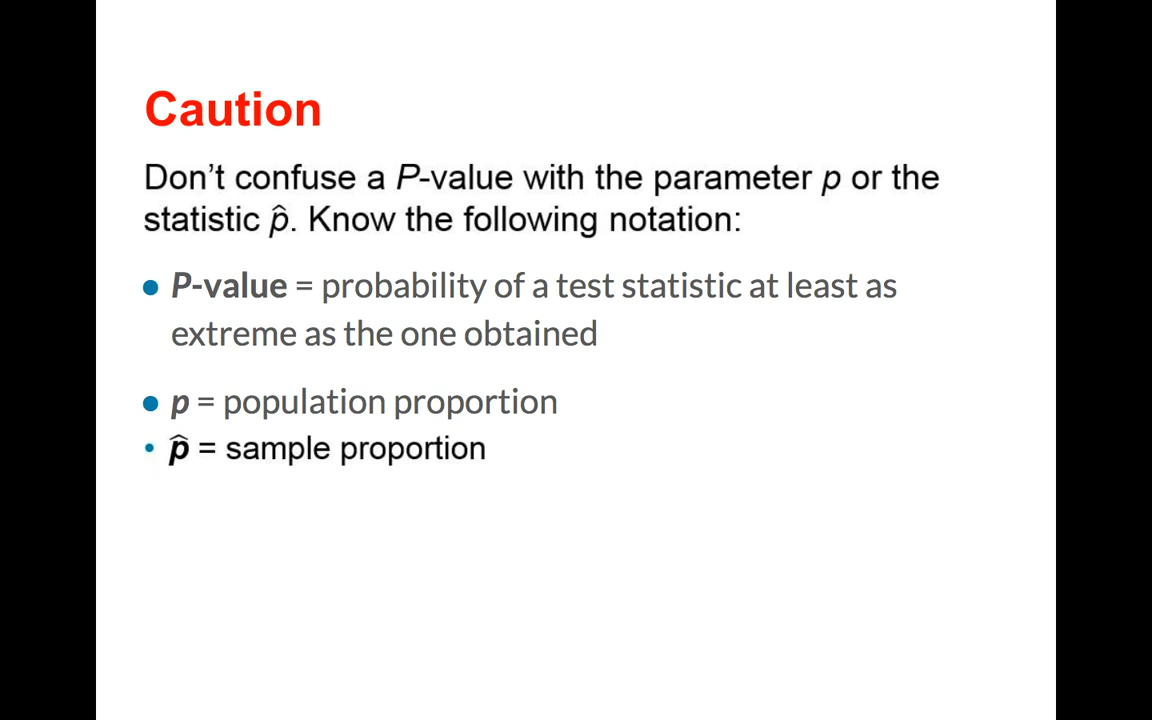 Caution
Don’t confuse a P-value with the parameter p or the
statistic p̂. Know the following notation:
● P-value = probability of a test statistic at least as
extreme as the one obtained
● p = population proportion
• p̂ = sample proportion